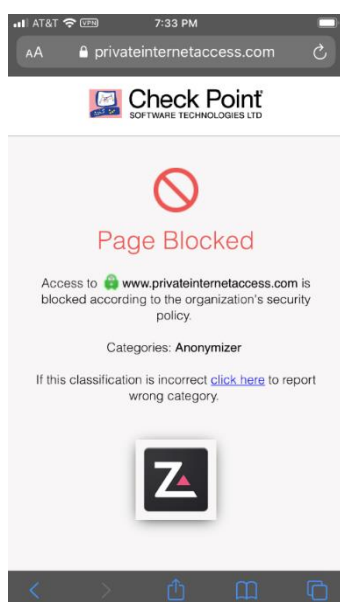 AT&T VPN 7:33 PM
AA privateinternetaccess.com
Check Point
SOFTWARE TECHNOLOGIES LTD
Page Blocked
Access to www.privateinternetaccess.com is
blocked according to the organization's security
policy.
Categories: Anonymizer
If this classification is incorrect click here to report
wrong category.
Z